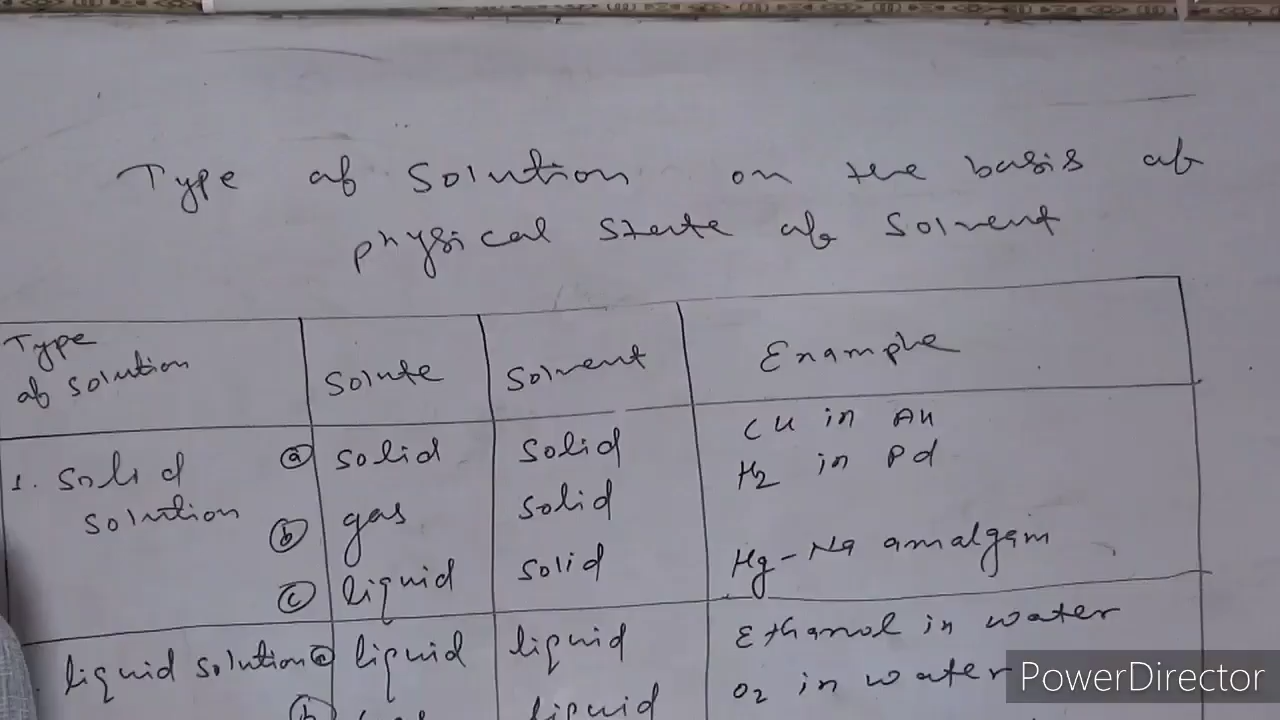 Type of Solution on the basis of
physical State of Solvent
Type
of solution
Solute
Solvent
Example
1. Solid
solution
(a) solid
solid
Cu in Au
(b) gas
solid
H2 in Pd
(c) liquid
solid
Hg-Na amalgam
liquid solution (a) liquid
liquid
Ethanol in water
(b)
liquid
O2 in water
PowerDirector